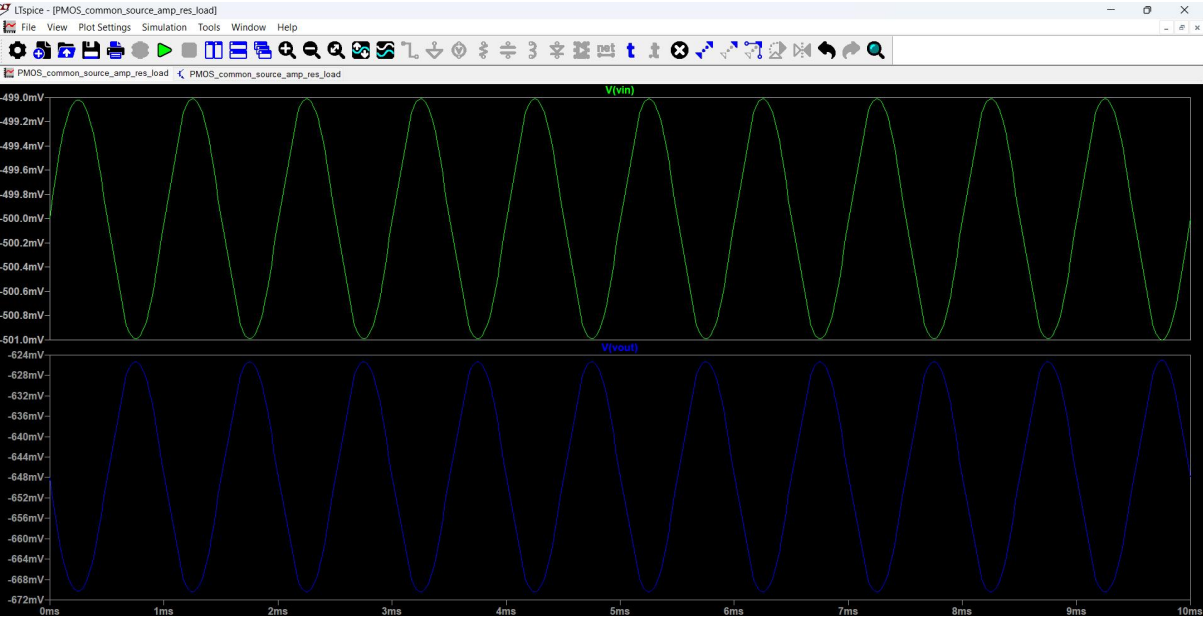 LTspice - [PMOS_common_source_amp_res_load]
File View Plot Settings Simulation Tools Window Help
net t t
PMOS_common_source_amp_res_load PMOS_common_source_amp_res_load
V(vin)
-499.0mV
-499.2mV
-499.4mV
-499.6mV
-499.8mV
-500.0mV
-500.2mV
-500.4mV
-500.6mV
-500.8mV
-501.0mV
V(vout)
-624mV
-628mV
-632mV
-636mV
-640mV
-644mV
-648mV
-652mV
-656mV
-660mV
-664mV
-668mV
-672mV
0ms 1ms 2ms 3ms 4ms 5ms 6ms 7ms 8ms 9ms 10ms